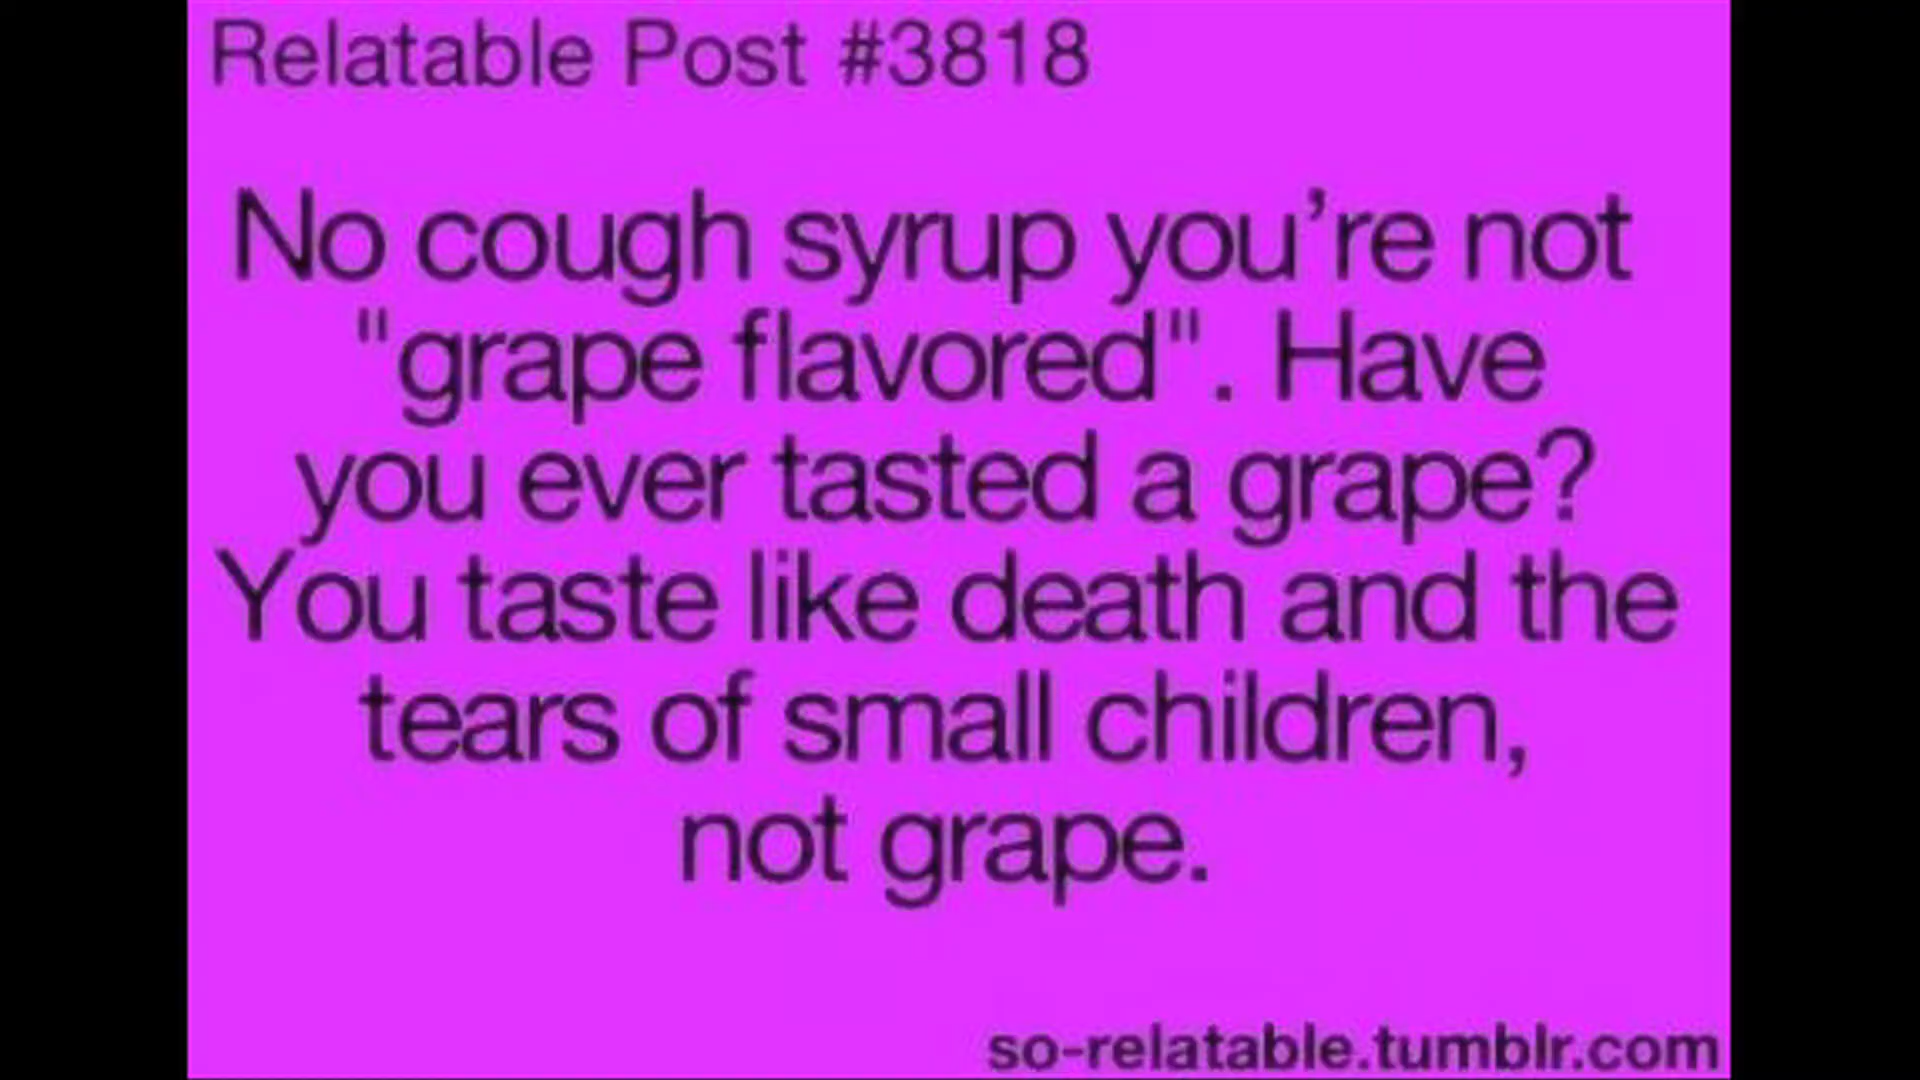 Relatable Post #3818
No cough syrup you’re not
"grape flavored". Have
you ever tasted a grape?
You taste like death and the
tears of small children,
not grape.
so-relatable.tumblr.com